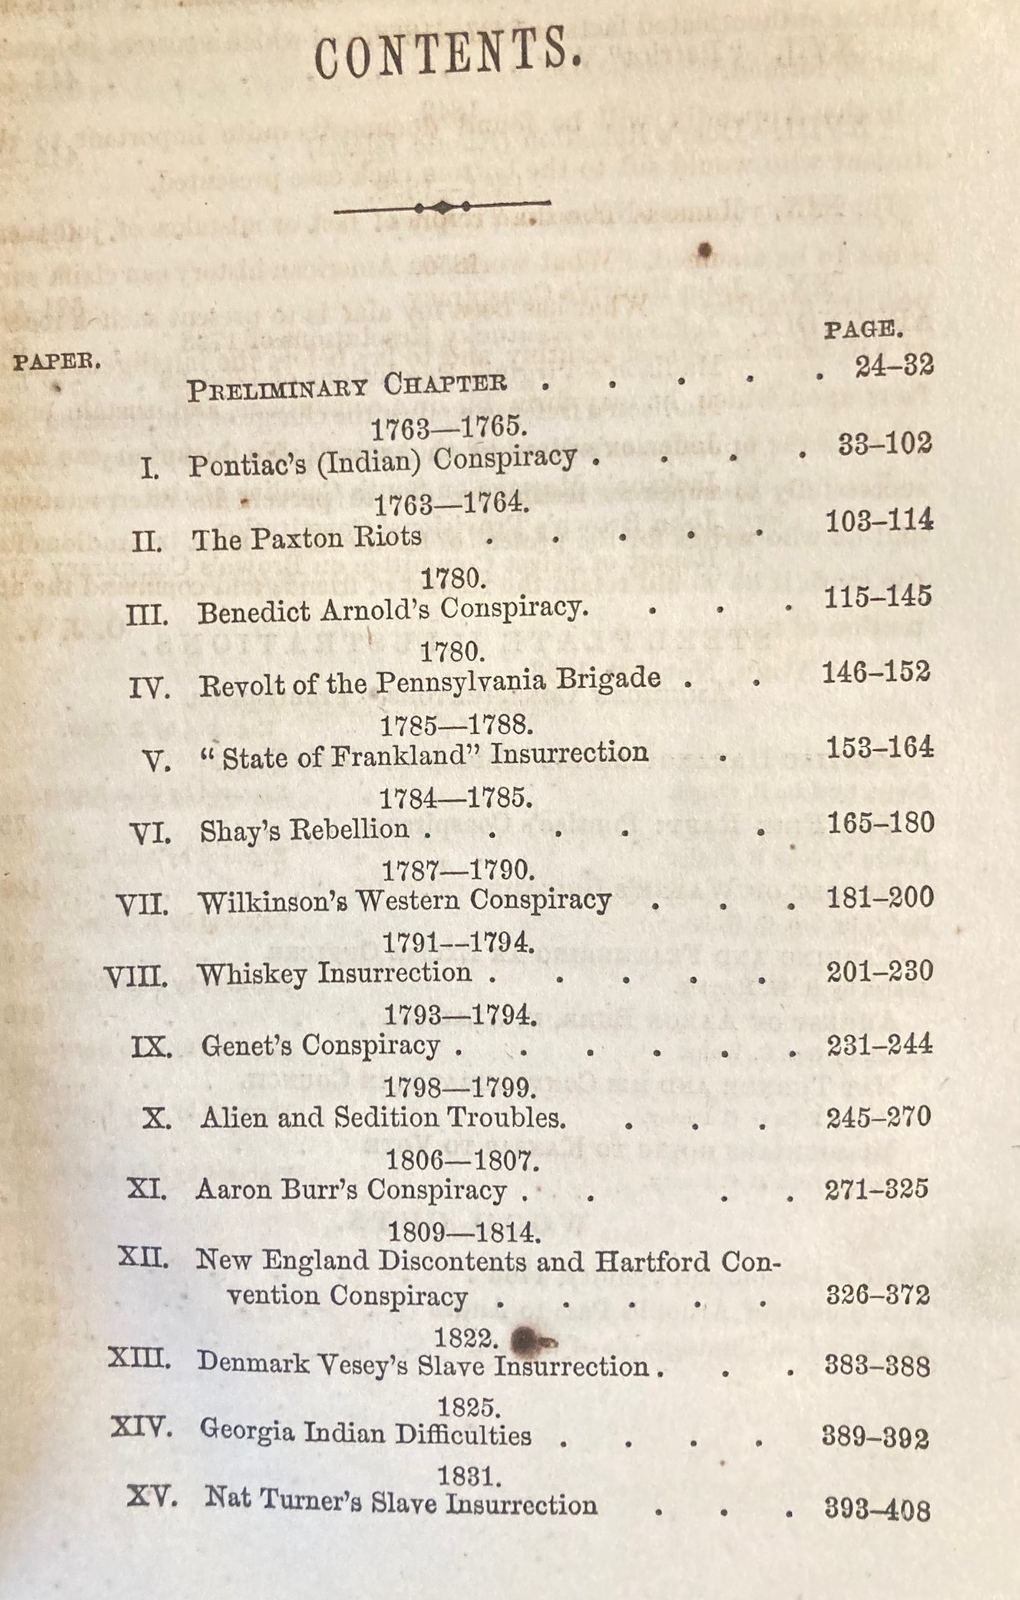 CONTENTS.
PAPER. PAGE.
PRELIMINARY CHAPTER . . . . . 24–32
1763—1765.
I. Pontiac's (Indian) Conspiracy . . . . 33–102
1763—1764.
II. The Paxton Riots . . . . . 103–114
1780.
III. Benedict Arnold's Conspiracy. . . . 115–145
1780.
IV. Revolt of the Pennsylvania Brigade . . 146–152
1785—1788.
V. “State of Frankland” Insurrection . 153–164
1784—1785.
VI. Shay's Rebellion . . . . . 165–180
1787—1790.
VII. Wilkinson's Western Conspiracy . . . 181–200
1791—1794.
VIII. Whiskey Insurrection . . . . . 201–230
1793—1794.
IX. Genet's Conspiracy . . . . . . 231–244
1798—1799.
X. Alien and Sedition Troubles. . . . 245–270
1806—1807.
XI. Aaron Burr's Conspiracy . . . . 271–325
1809—1814.
XII. New England Discontents and Hartford Con-
vention Conspiracy . . . . . 326–372
1822.
XIII. Denmark Vesey's Slave Insurrection . . . 383–388
1825.
XIV. Georgia Indian Difficulties . . . . 389–392
1831.
XV. Nat Turner's Slave Insurrection . . . 393–408